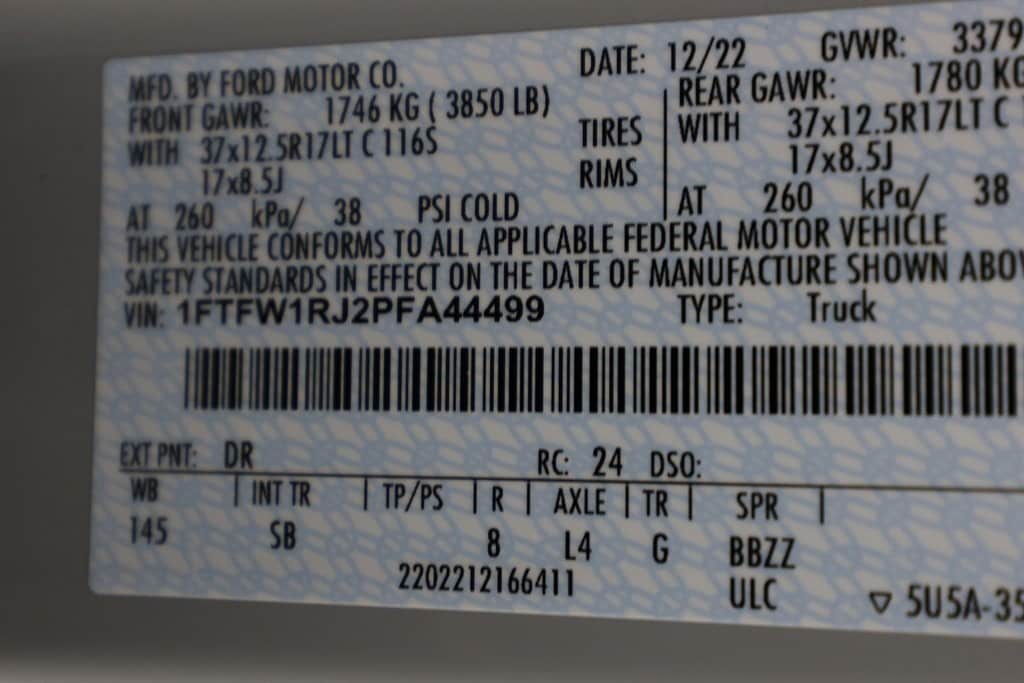 MFD. BY FORD MOTOR CO.
DATE: 12/22 GVWR: 3379
FRONT GAWR: 1746 KG ( 3850 LB)
REAR GAWR: 1780 KG
WITH 37x12.5R17LT C 116S TIRES WITH 37x12.5R17LT C
17x8.5J RIMS 17x8.5J
AT 260 kPa/ 38 PSI COLD AT 260 kPa/ 38
THIS VEHICLE CONFORMS TO ALL APPLICABLE FEDERAL MOTOR VEHICLE
SAFETY STANDARDS IN EFFECT ON THE DATE OF MANUFACTURE SHOWN ABO
VIN: 1FTFW1RJ2PFA44499 TYPE: Truck
EXT PNT: DR RC: 24 DSO:
WB | INT TR | TP/PS | R | AXLE | TR | SPR |
145 SB 8 L4 G BBZZ
2202212166411 ULC ▽ 5U5A-35